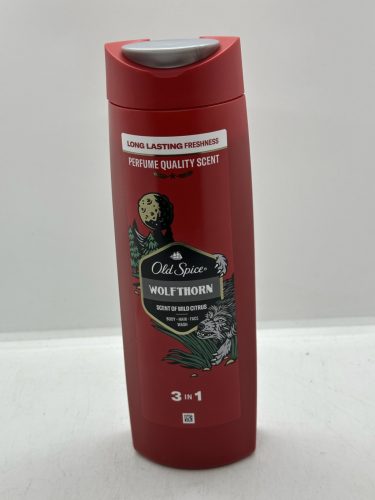 LONG LASTING FRESHNESS
PERFUME QUALITY SCENT
Old Spice
WOLFTHORN
SCENT OF WILD CITRUS
BODY • HAIR • FACE
WASH
3 IN 1